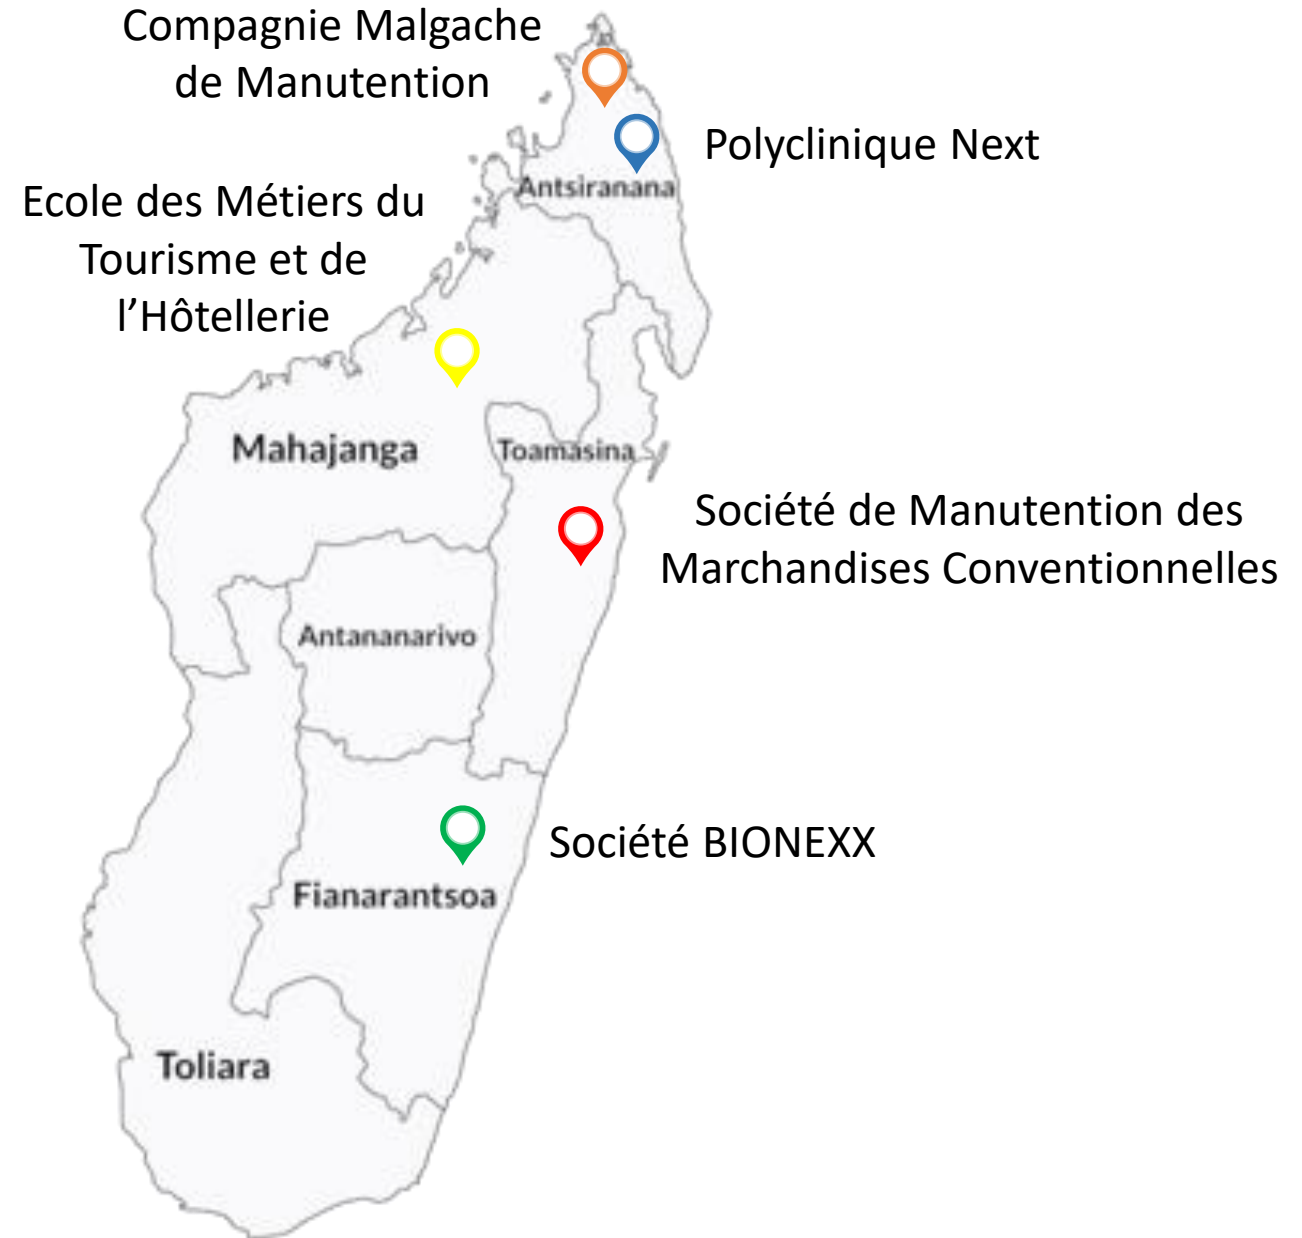 Compagnie Malgache
de Manutention
Polyclinique Next
Antsiranana
Ecole des Métiers du
Tourisme et de
l’Hôtellerie
Mahajanga
Toamasina
Société de Manutention des
Marchandises Conventionnelles
Antananarivo
Société BIONEXX
Fianarantsoa
Toliara